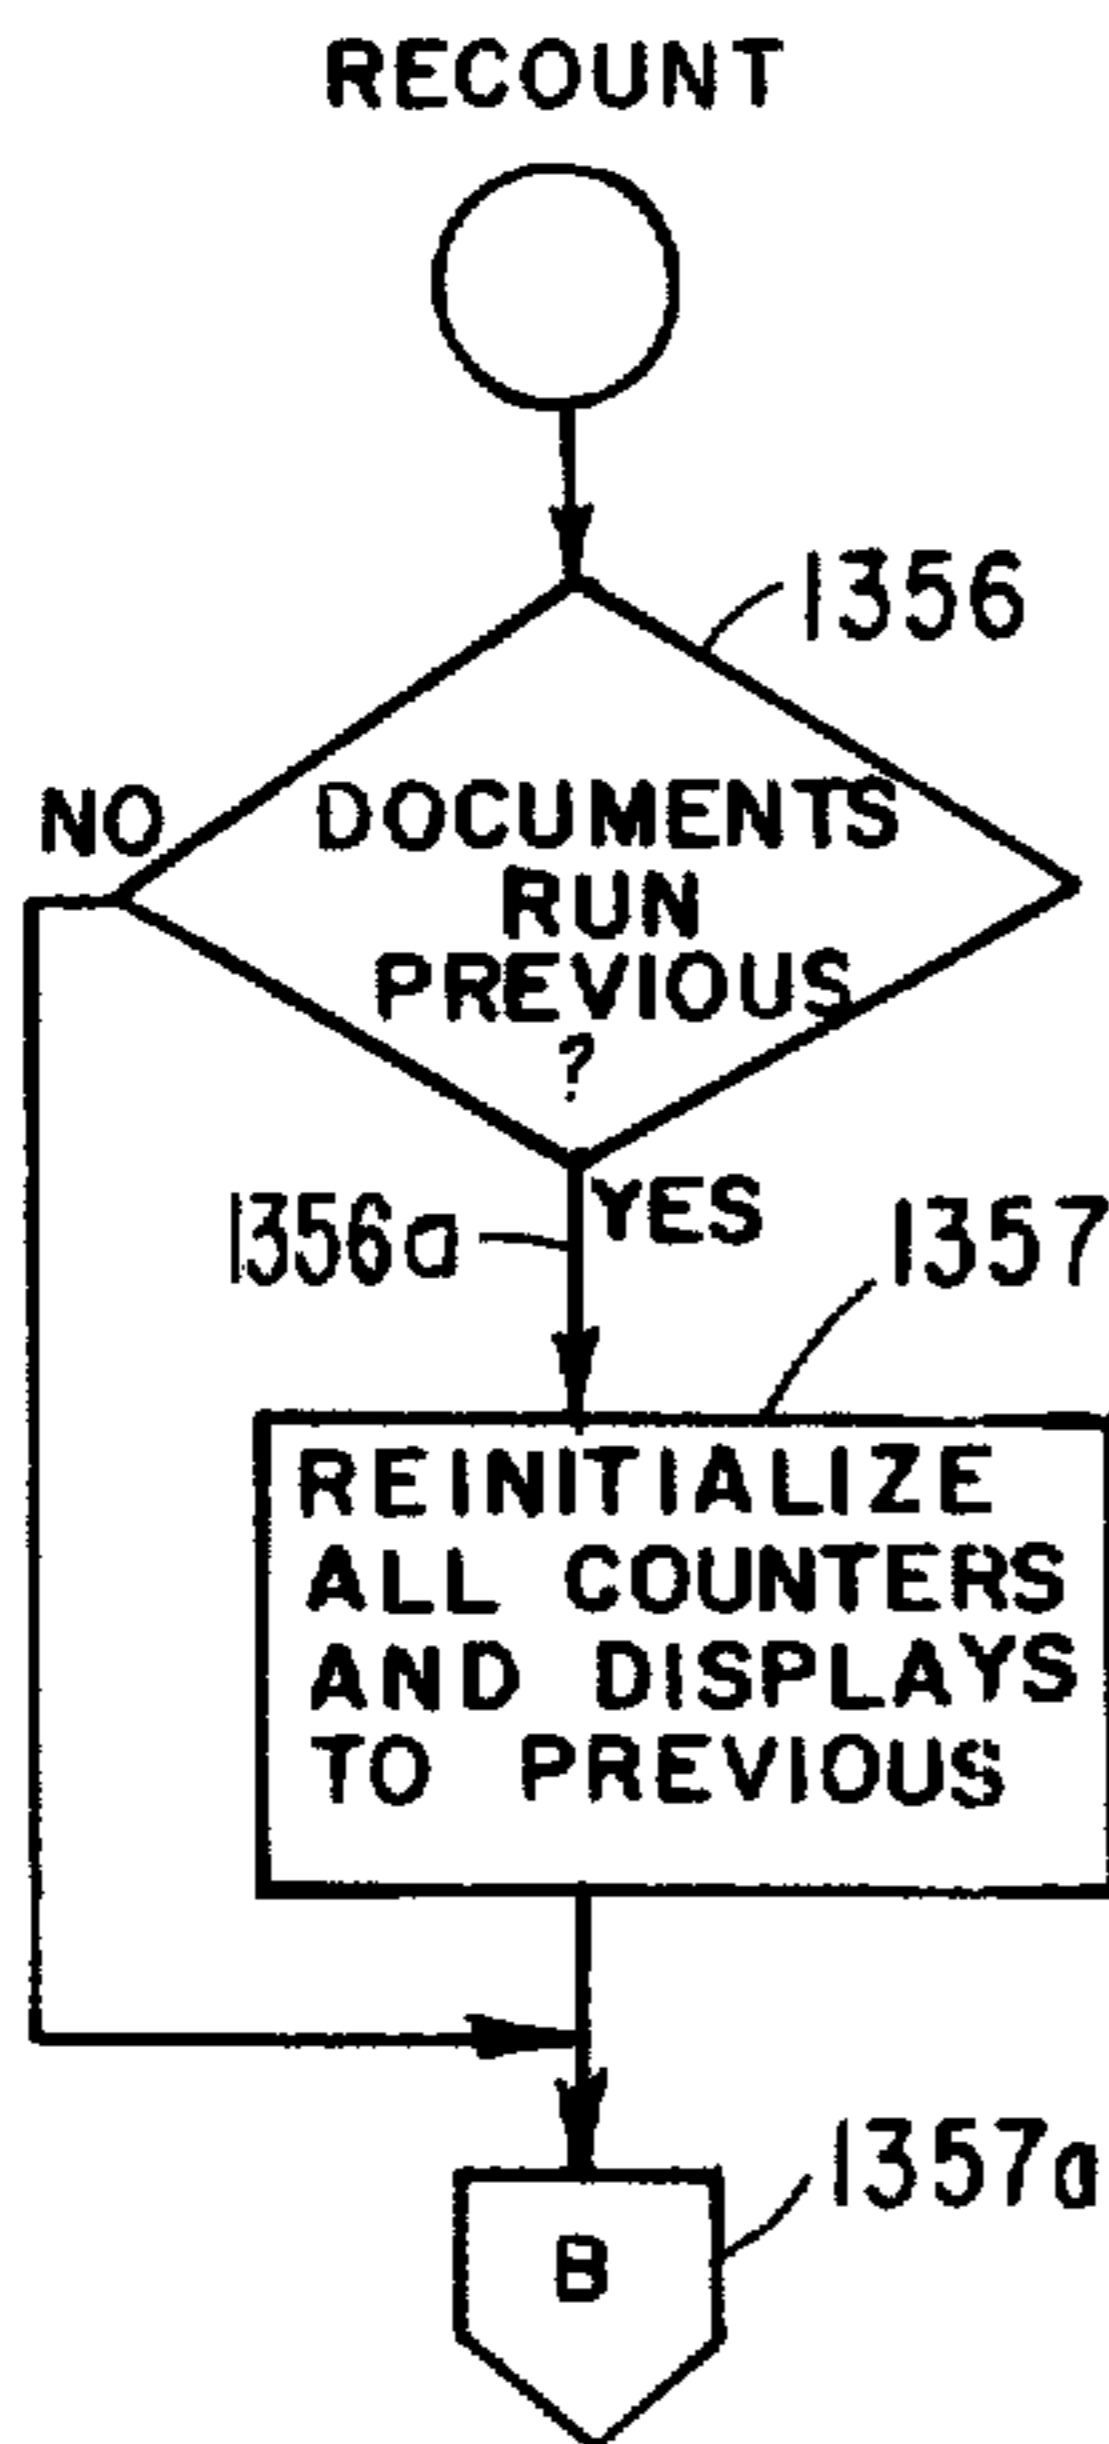 RECOUNT
1356
NO
DOCUMENTS
RUN
PREVIOUS
?
YES
1356a
1357
REINITIALIZE
ALL COUNTERS
AND DISPLAYS
TO PREVIOUS
1357a
B